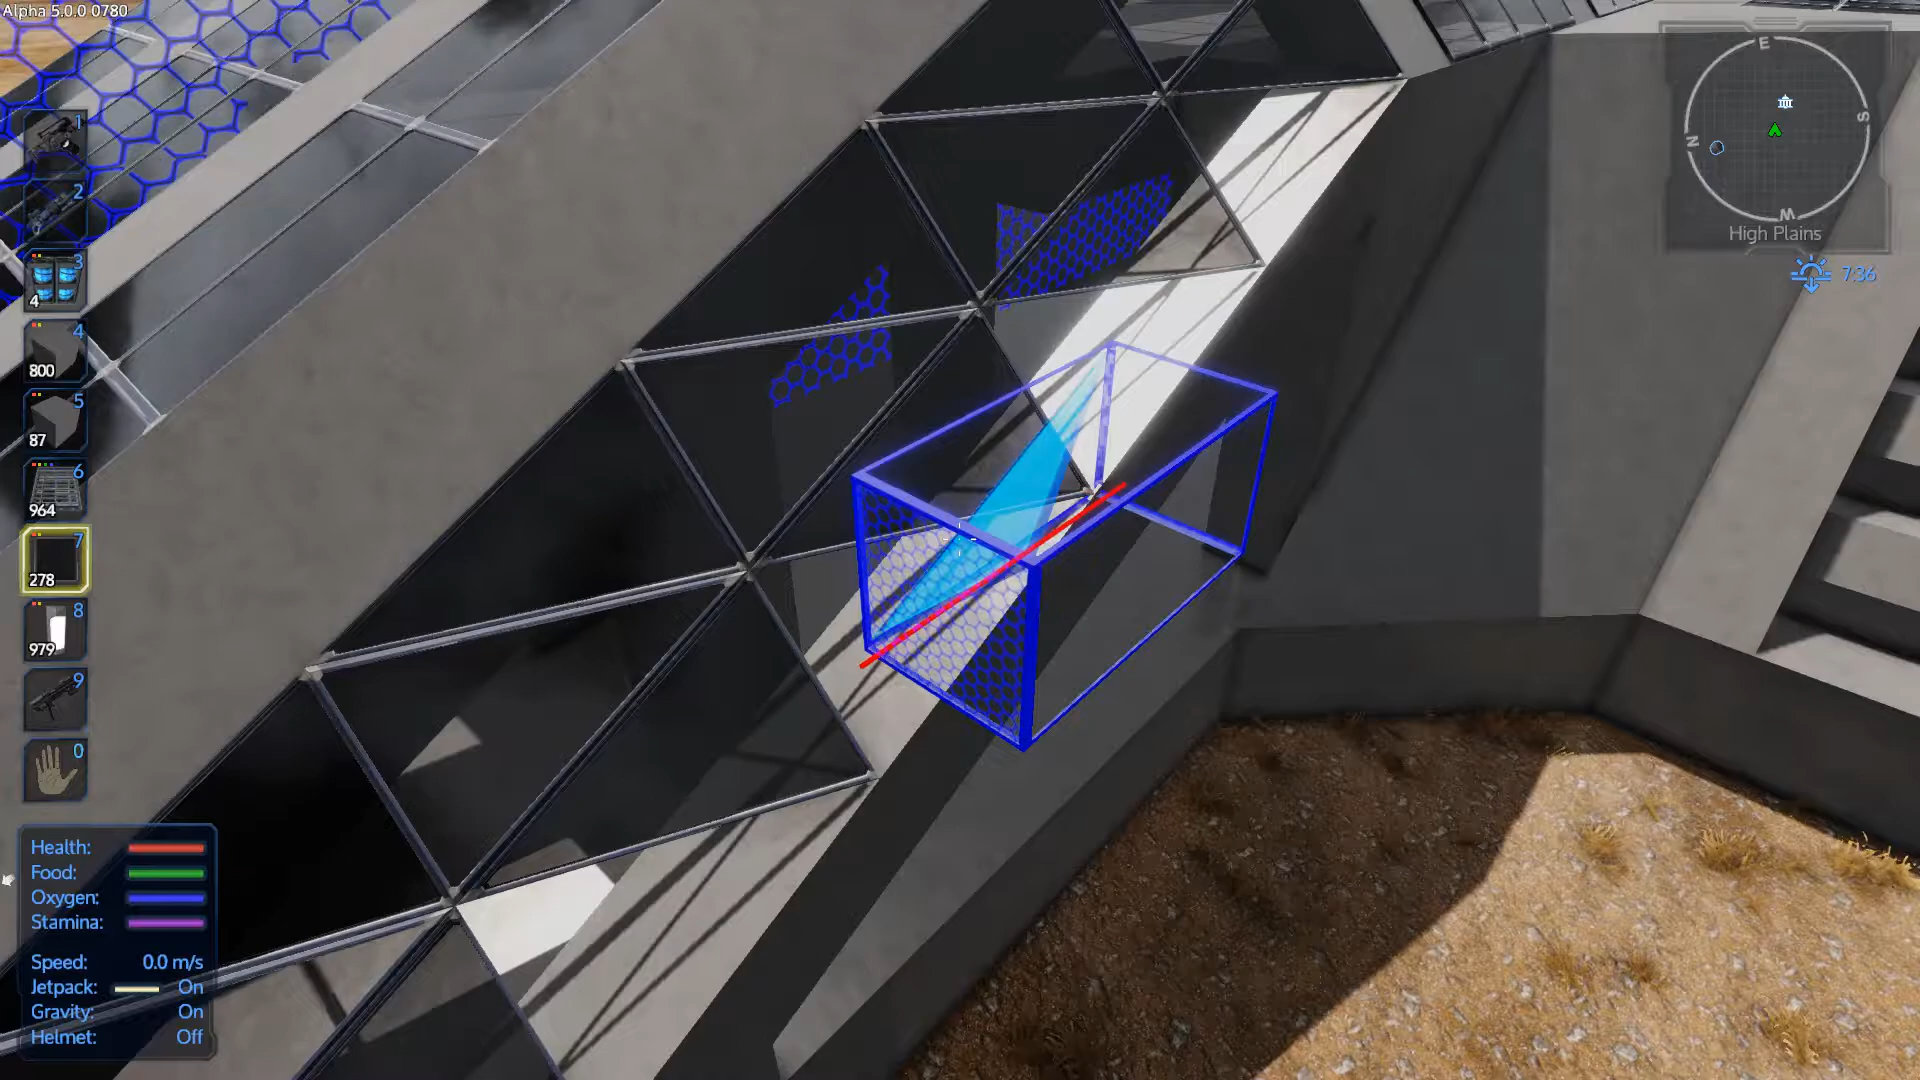 Alpha 5.0.0 0780
E
S
N
W
High Plains
7:36
1
2
3
4
4
800
5
87
6
964
7
278
8
979
9
0
Health:
Food:
Oxygen:
Stamina:
Speed: 0.0 m/s
Jetpack: On
Gravity: On
Helmet: Off